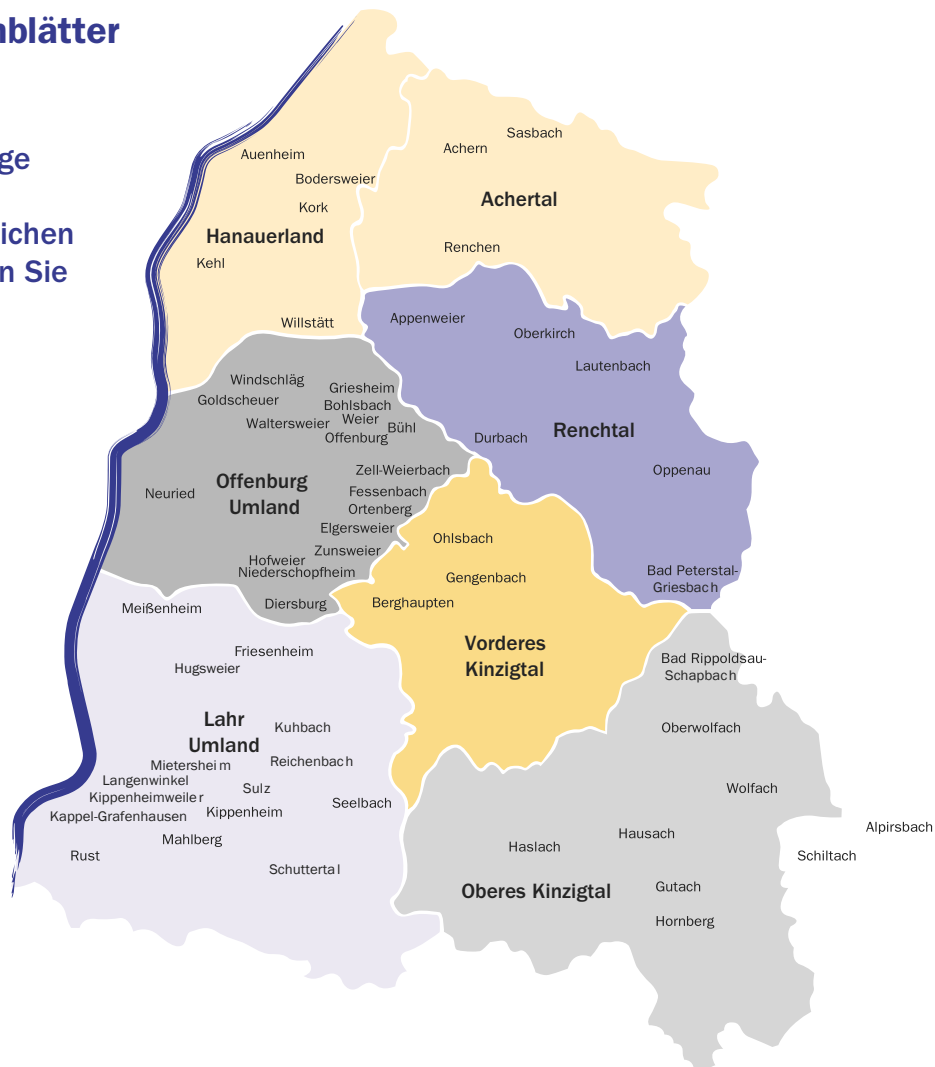 nblätter
ge
ichen
n Sie
Sasbach
Achern
Auenheim
Bodersweier
Achertal
Kork
Hanauerland
Renchen
Kehl
Appenweier
Willstätt
Oberkirch
Lautenbach
Windschläg
Griesheim
Goldscheuer
Bohlsbach
Weier
Waltersweier
Bühl
Offenburg
Durbach
Renchtal
Zell-Weierbach
Oppenau
Offenburg
Umland
Neuried
Fessenbach
Ortenberg
Elgersweier
Ohlsbach
Zunsweier
Hofweier
Niederschopfheim
Gengenbach
Bad Peterstal-
Griesbach
Diersburg
Berghaupten
Meißenheim
Vorderes
Kinzigtal
Friesenheim
Hugsweier
Bad Rippoldsau-
Schapbach
Lahr
Umland
Kuhbach
Oberwolfach
Mietersheim
Reichenbach
Langenwinkel
Sulz
Kippenheimweiler
Wolfach
Seelbach
Kippenheim
Kappel-Grafenhausen
Alpirsbach
Mahlberg
Hausach
Haslach
Rust
Schiltach
Schuttertal
Gutach
Oberes Kinzigtal
Hornberg